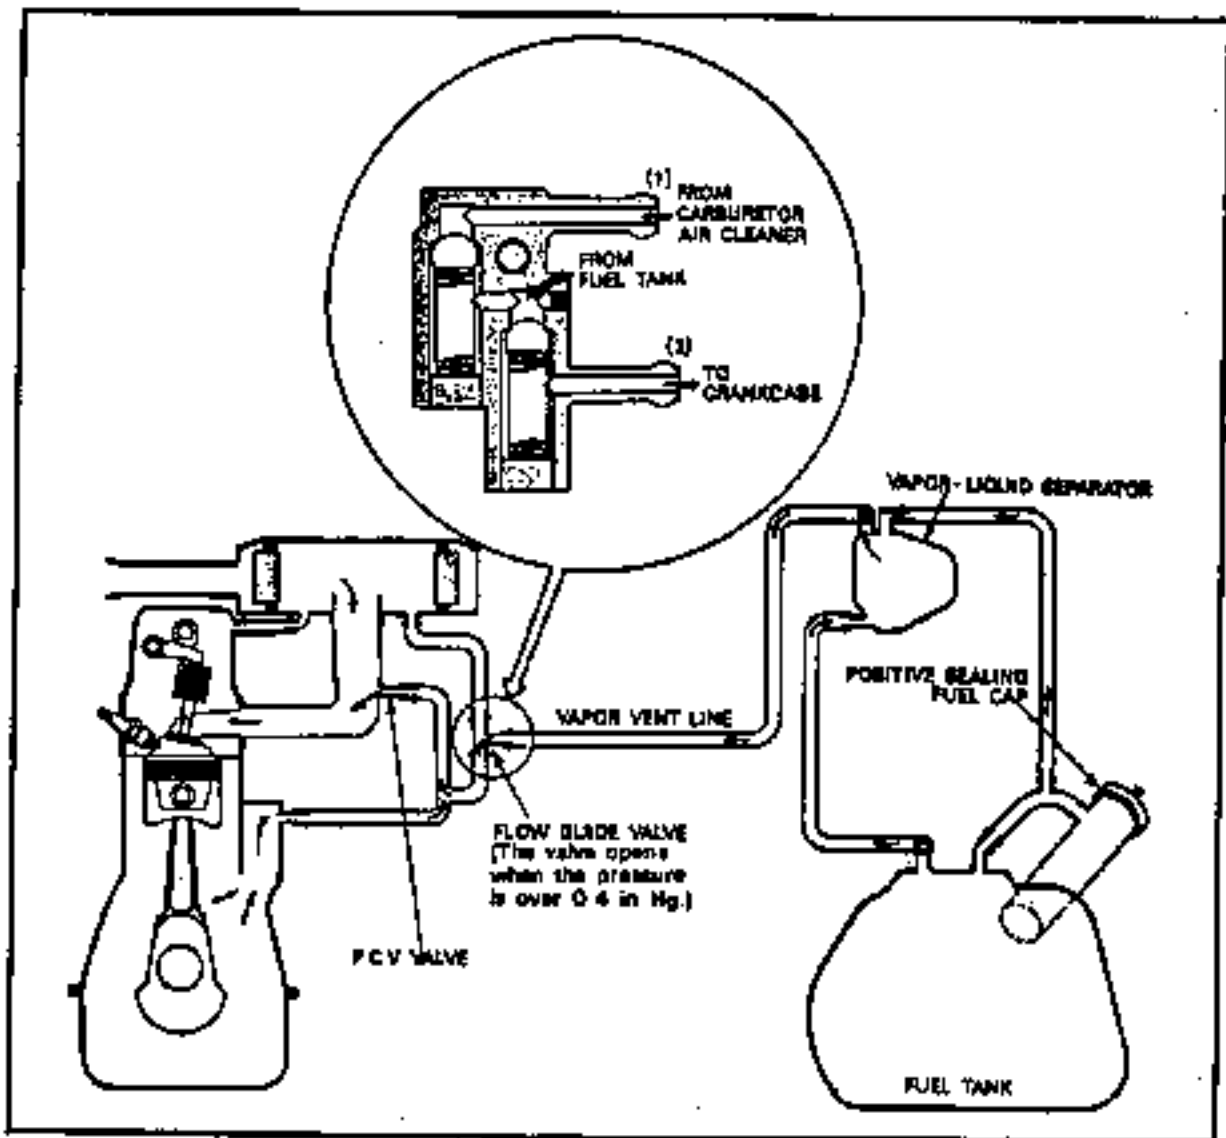 (1)
FROM
CARBURETOR
AIR CLEANER
FROM
FUEL TANK
(2)
TO
CRANKCASE
VAPOR-LIQUID SEPARATOR
POSITIVE SEALING
FUEL CAP
VAPOR VENT LINE
FLOW GUIDE VALVE
(The valve opens
when the pressure
is over 0.4 in Hg.)
P.C.V VALVE
FUEL TANK